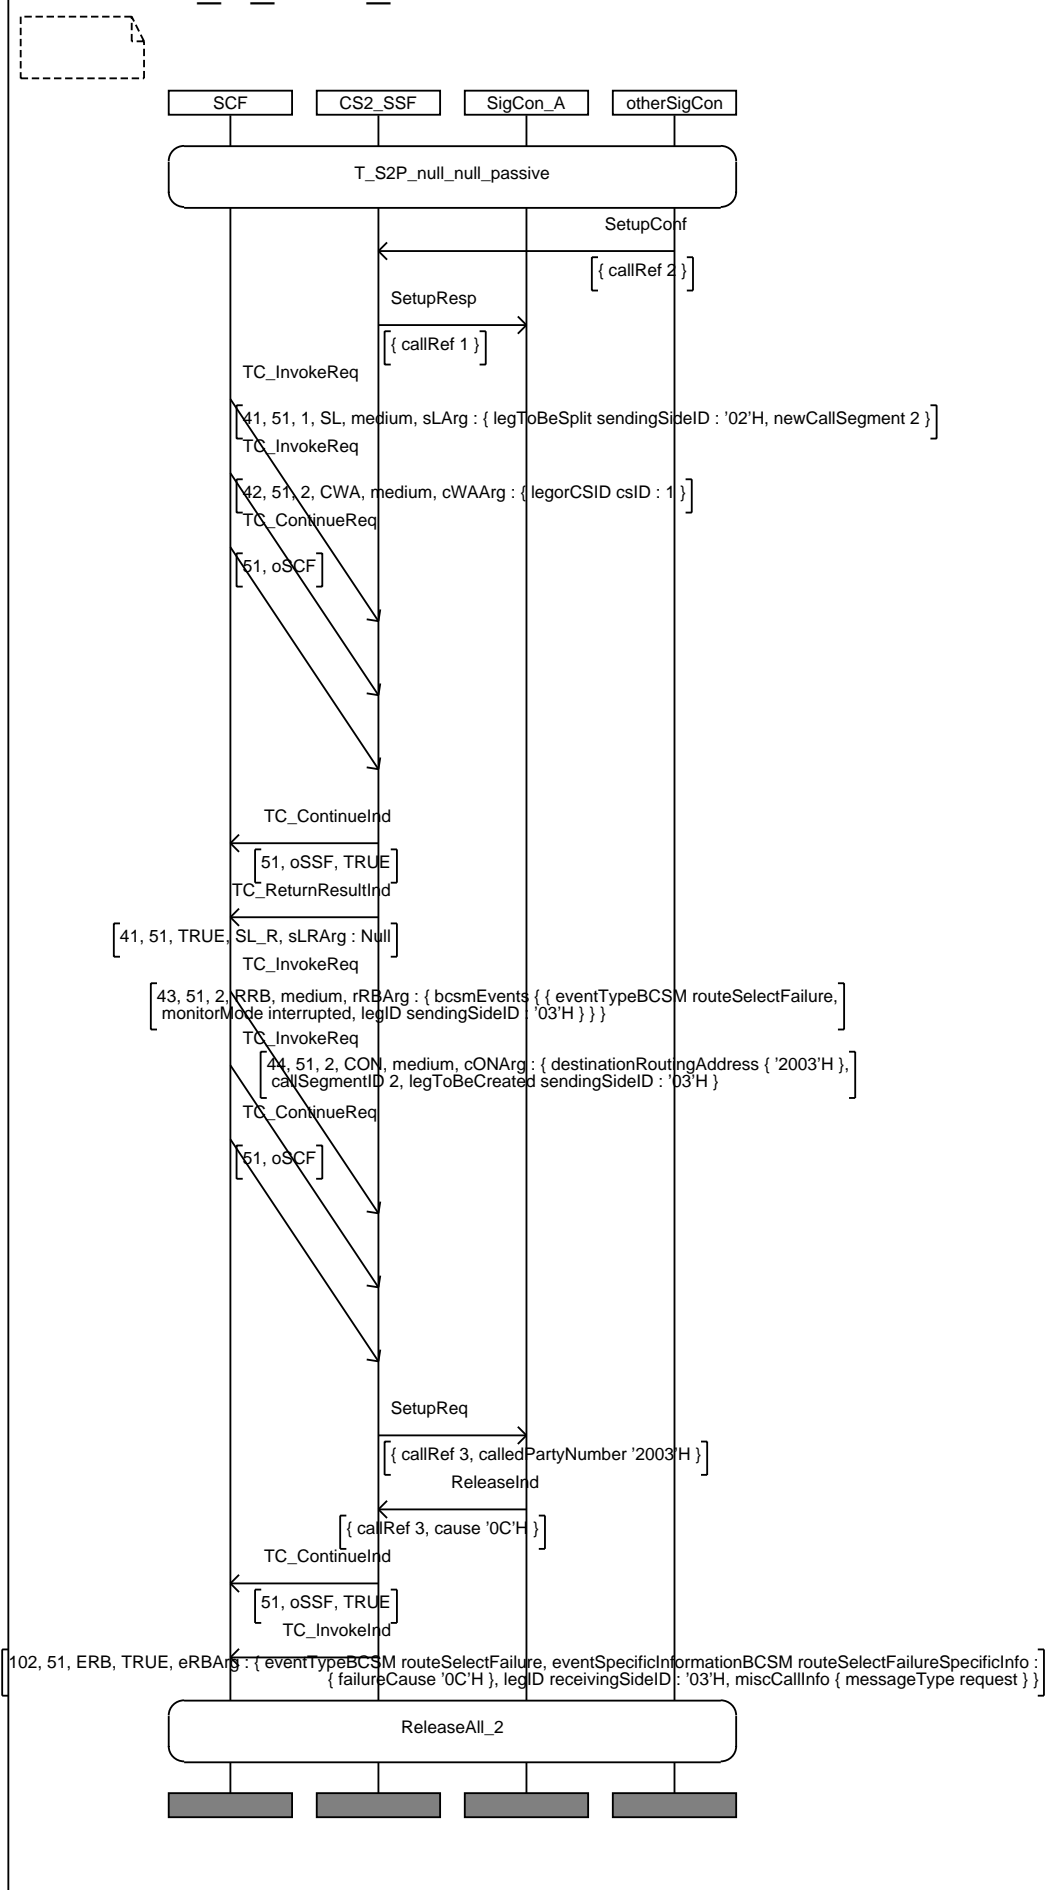 SCF
CS2_SSF
SigCon_A
otherSigCon
T_S2P_null_null_passive
SetupConf
{ callRef 2 }
SetupResp
{ callRef 1 }
TC_InvokeReq
41, 51, 1, SL, medium, sLArg : { legToBeSplit sendingSideID : '02'H, newCallSegment 2 }
TC_InvokeReq
42, 51, 2, CWA, medium, cWAArg : { legorCSID csID : 1 }
TC_ContinueReq
51, oSCF
TC_ContinueInd
51, oSSF, TRUE
TC_ReturnResultInd
41, 51, TRUE, SL_R, sLRArg : Null
TC_InvokeReq
43, 51, 2, RRB, medium, rRBArg : { bcsmEvents { { eventTypeBCSM routeSelectFailure,
monitorMode interrupted, legID sendingSideID : '03'H } } }
TC_InvokeReq
44, 51, 2, CON, medium, cONArg : { destinationRoutingAddress { '2003'H },
callSegmentID 2, legToBeCreated sendingSideID : '03'H }
TC_ContinueReq
51, oSCF
SetupReq
{ callRef 3, calledPartyNumber '2003'H }
ReleaseInd
{ callRef 3, cause '0C'H }
TC_ContinueInd
51, oSSF, TRUE
TC_InvokeInd
102, 51, ERB, TRUE, eRBArg : { eventTypeBCSM routeSelectFailure, eventSpecificInformationBCSM routeSelectFailureSpecificInfo :
{ failureCause '0C'H }, legID receivingSideID : '03'H, miscCallInfo { messageType request } }
ReleaseAll_2